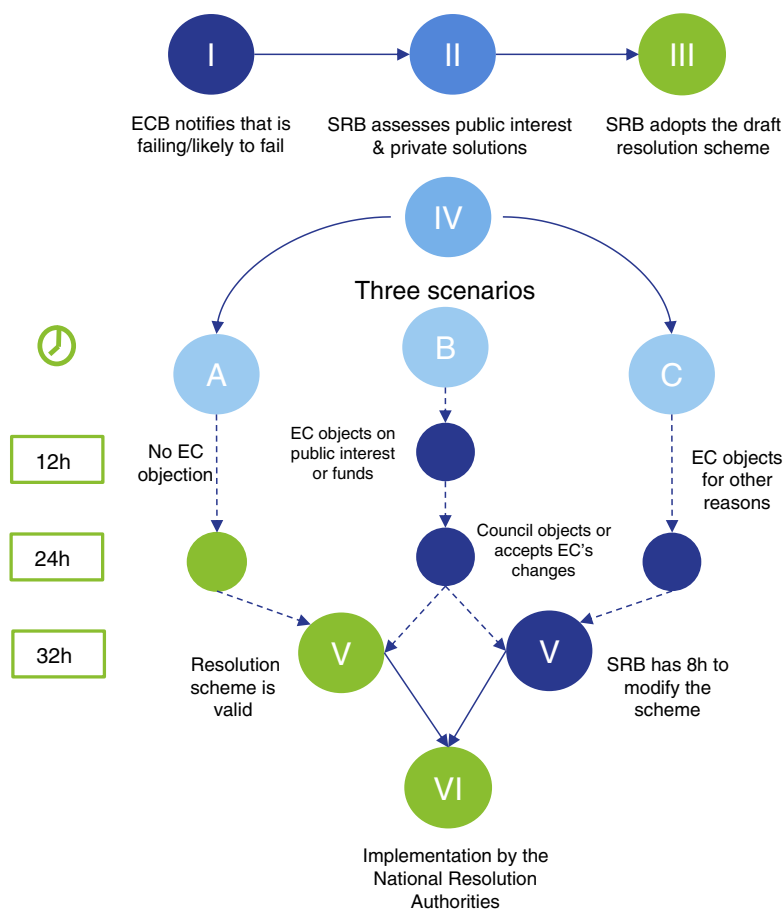 I
II
III
ECB notifies that is
failing/likely to fail
SRB assesses public interest
& private solutions
SRB adopts the draft
resolution scheme
IV
Three scenarios
A
B
C
12h
No EC
objection
EC objects on
public interest
or funds
EC objects
for other
reasons
24h
Council objects or
accepts EC's
changes
32h
V
V
Resolution
scheme is
valid
SRB has 8h to
modify the
scheme
VI
Implementation by the
National Resolution
Authorities